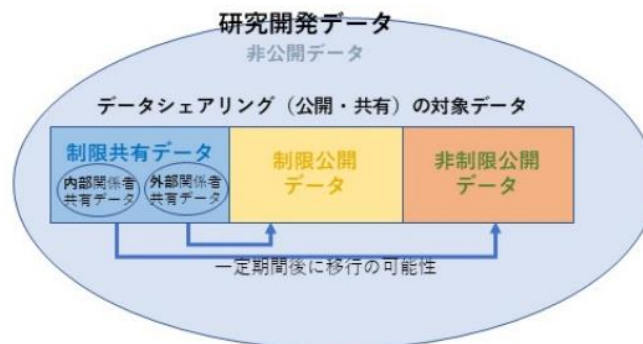 研究開発データ
非公開データ
データシェアリング（公開・共有）の対象データ
制限共有データ
内部関係者
共有データ
外部関係者
共有データ
制限公開
データ
非制限公開
データ
一定期間後に移行の可能性